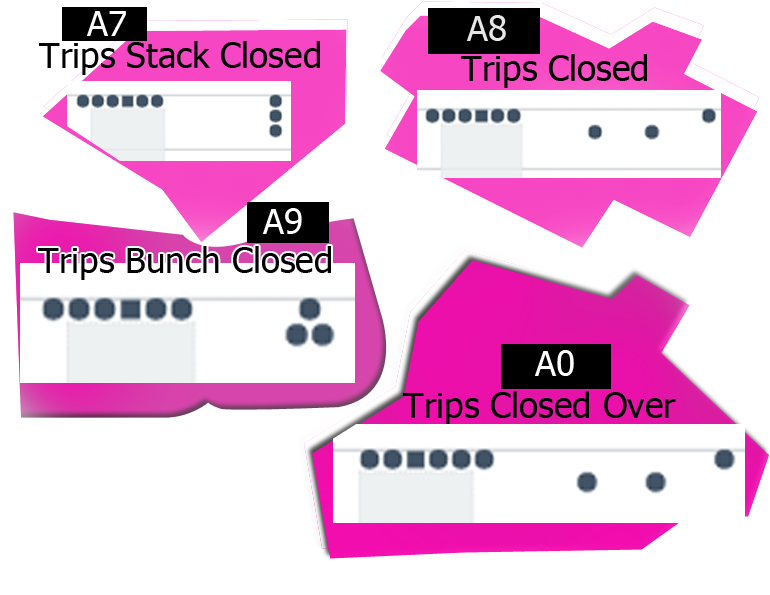 A7
Trips Stack Closed
A8
Trips Closed
A9
Trips Bunch Closed
A0
Trips Closed Over